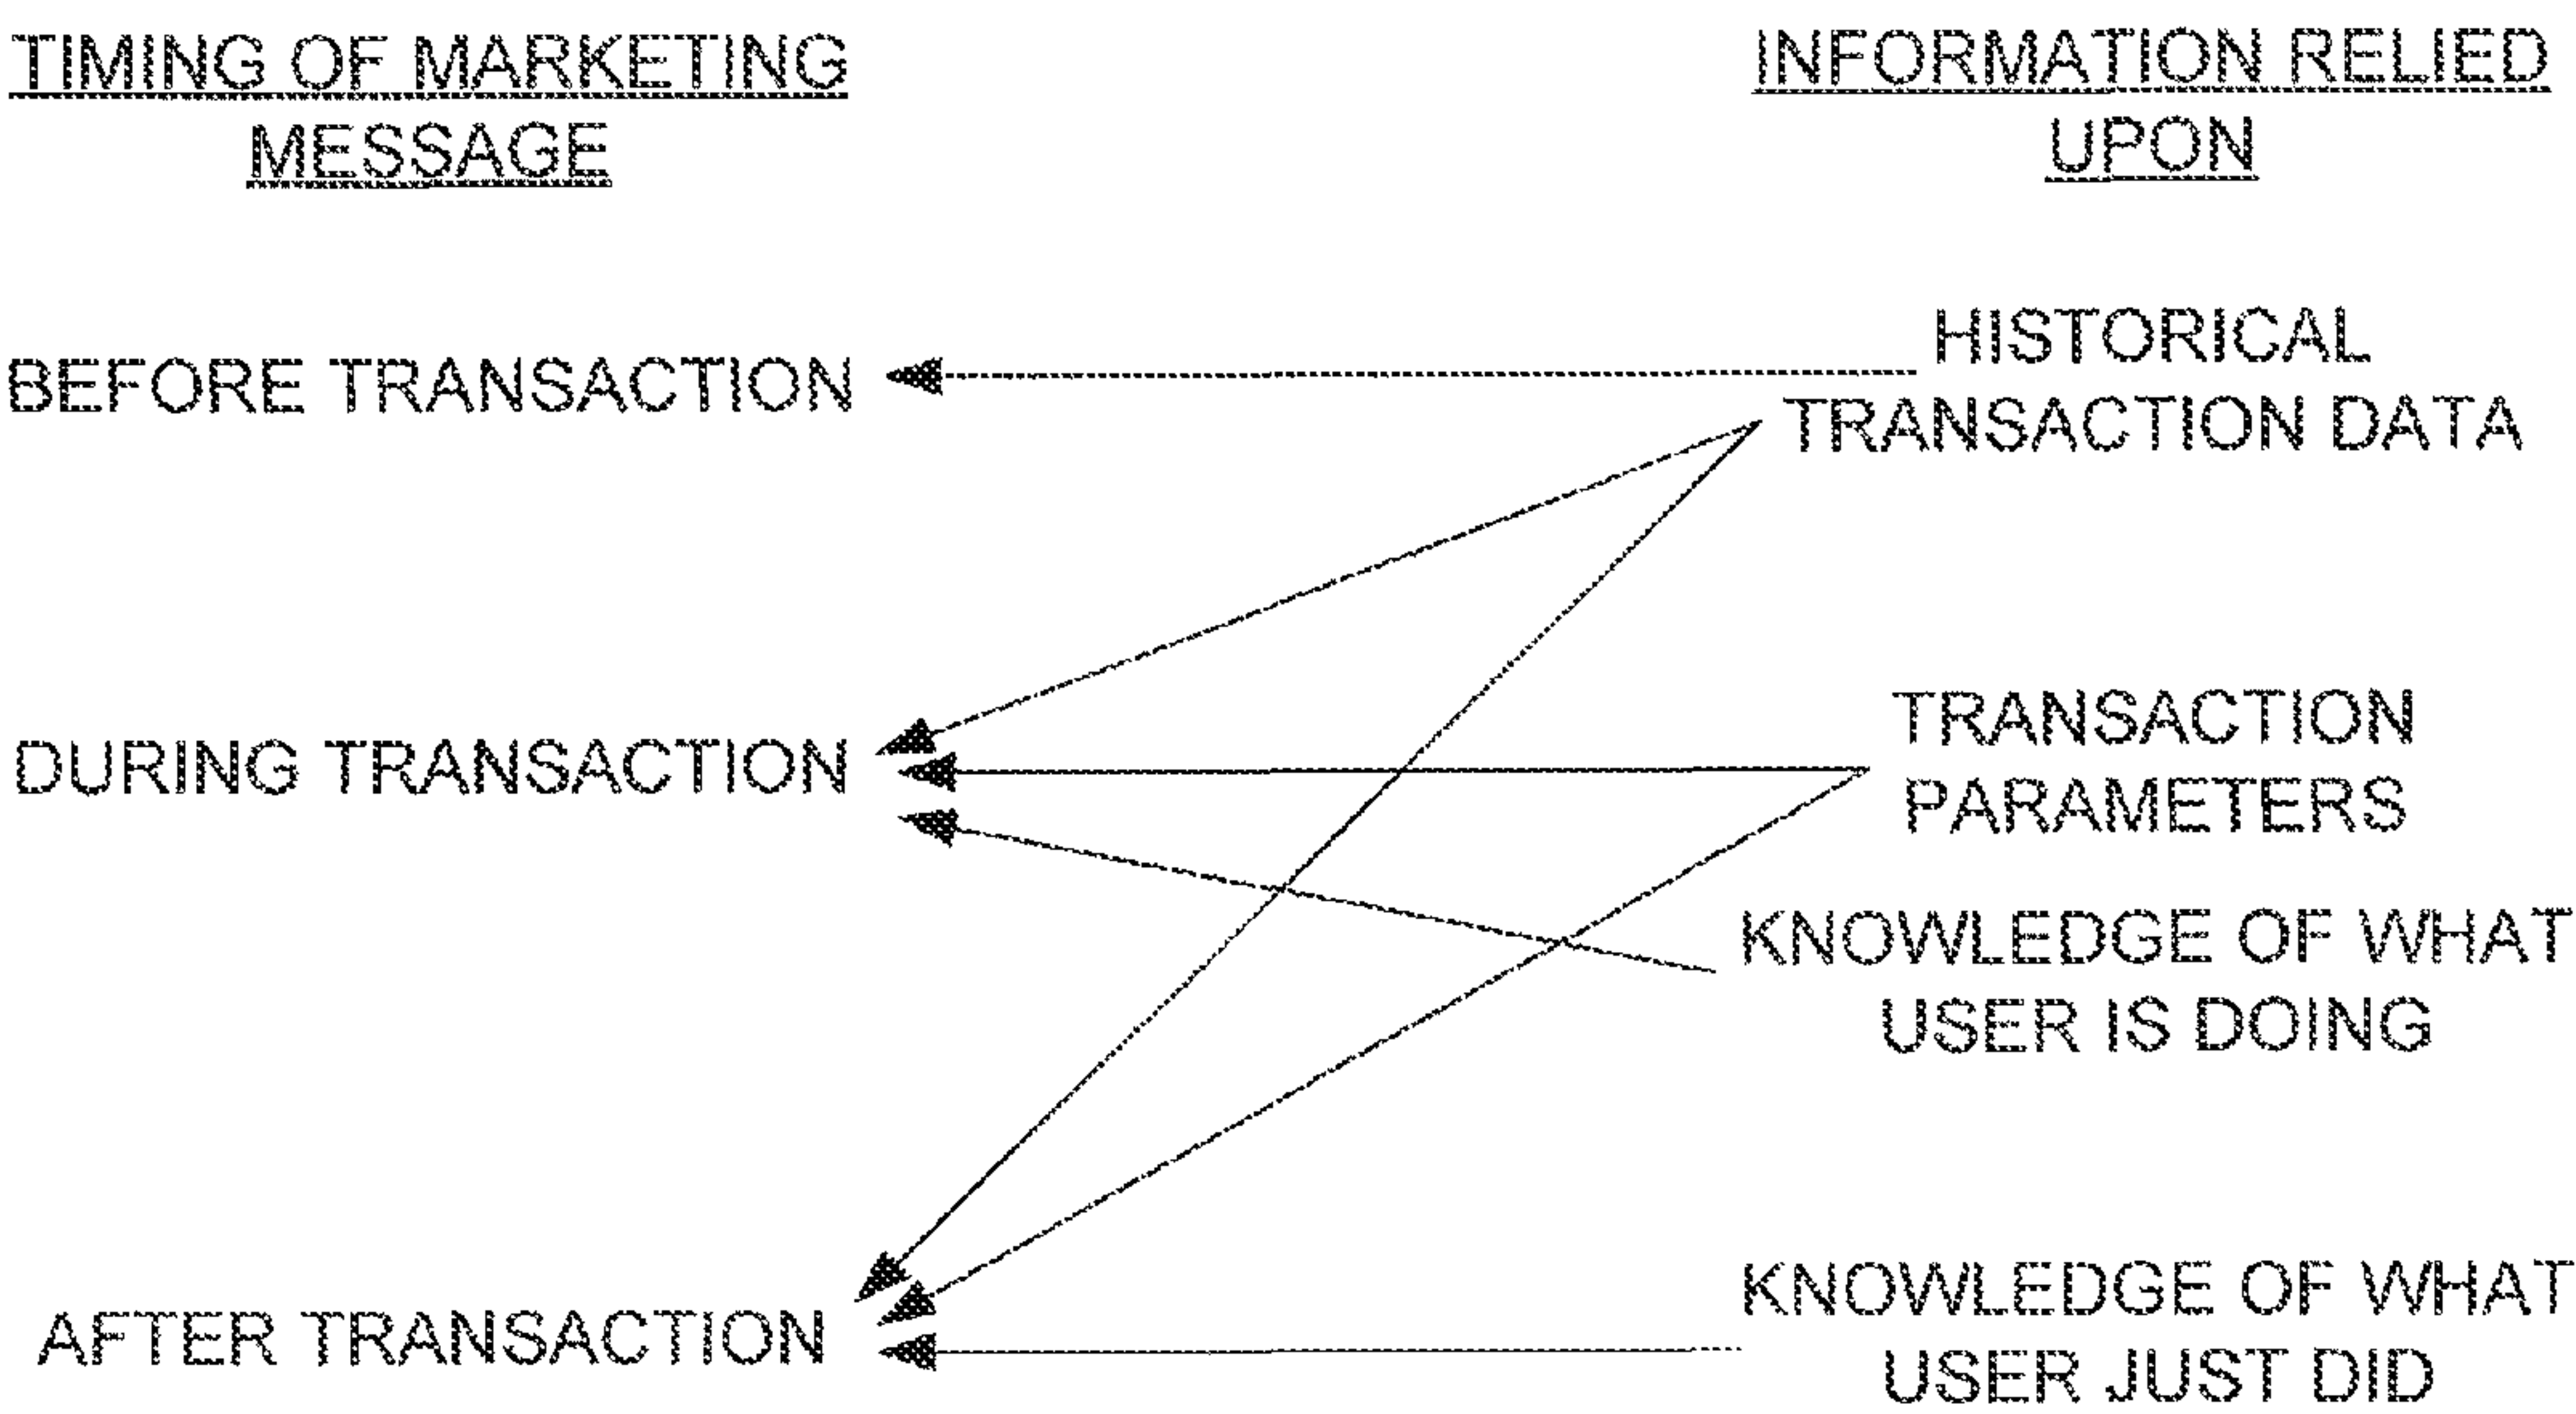 TIMING OF MARKETING
MESSAGE
INFORMATION RELIED
UPON
BEFORE TRANSACTION
HISTORICAL
TRANSACTION DATA
DURING TRANSACTION
TRANSACTION
PARAMETERS
KNOWLEDGE OF WHAT
USER IS DOING
AFTER TRANSACTION
KNOWLEDGE OF WHAT
USER JUST DID